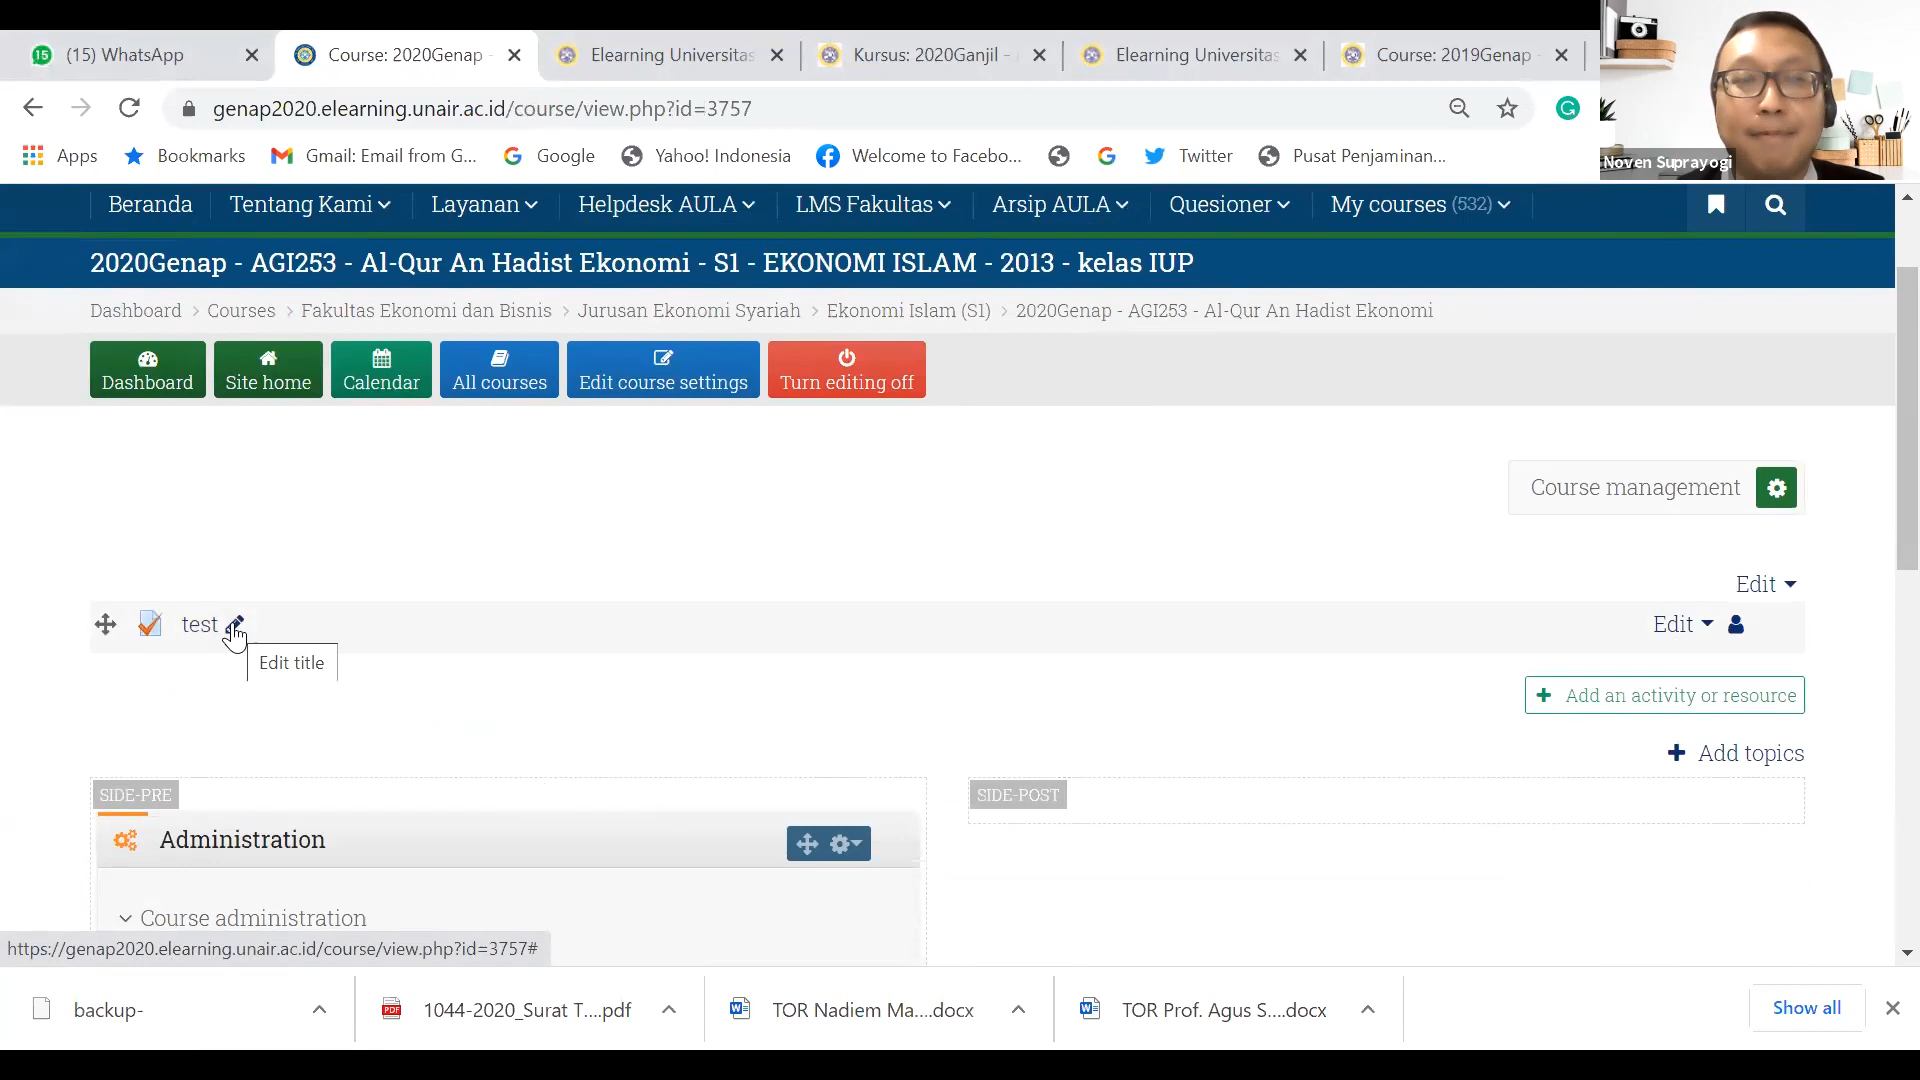 15 (15) WhatsApp
Course: 2020Genap -
Elearning Universitas
Kursus: 2020Ganjil -
Elearning Universitas
Course: 2019Genap -
genap2020.elearning.unair.ac.id/course/view.php?id=3757
Apps
Bookmarks
Gmail: Email from G...
Google
Yahoo! Indonesia
Welcome to Facebo...
Twitter
Pusat Penjaminan...
Noven Suprayogi
Beranda
Tentang Kami
Layanan
Helpdesk AULA
LMS Fakultas
Arsip AULA
Quesioner
My courses (532)
2020Genap - AGI253 - Al-Qur An Hadist Ekonomi - S1 - EKONOMI ISLAM - 2013 - kelas IUP
Dashboard > Courses > Fakultas Ekonomi dan Bisnis > Jurusan Ekonomi Syariah > Ekonomi Islam (S1) > 2020Genap - AGI253 - Al-Qur An Hadist Ekonomi
Dashboard
Site home
Calendar
All courses
Edit course settings
Turn editing off
Course management
Edit
test
Edit
Edit title
+ Add an activity or resource
+ Add topics
SIDE-PRE
SIDE-POST
Administration
Course administration
https://genap2020.elearning.unair.ac.id/course/view.php?id=3757#
backup-
PDF 1044-2020_Surat T....pdf
TOR Nadiem Ma....docx
TOR Prof. Agus S....docx
Show all